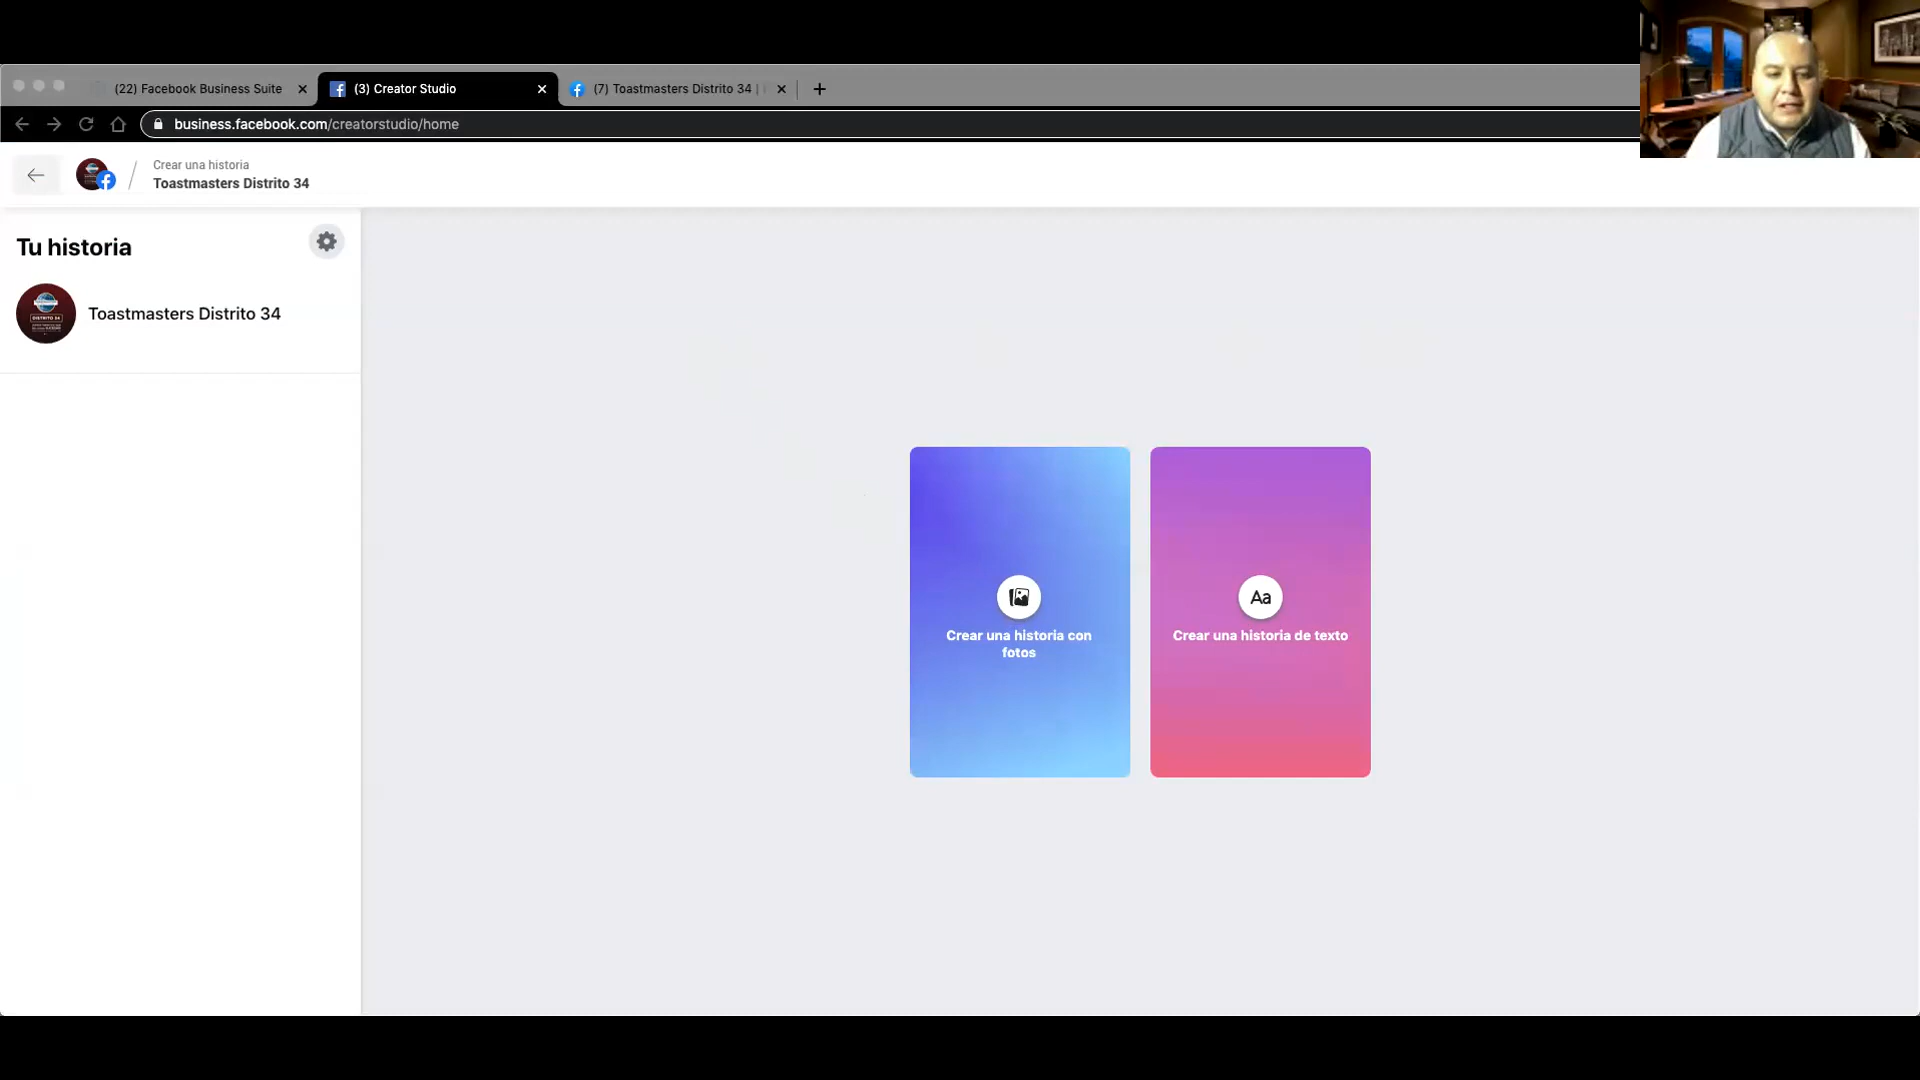 (22) Facebook Business Suite
(3) Creator Studio
(7) Toastmasters Distrito 34 |
business.facebook.com/creatorstudio/home
Crear una historia
Toastmasters Distrito 34
Tu historia
DISTRITO 34
Toastmasters Distrito 34
Crear una historia con
fotos
Aa
Crear una historia de texto